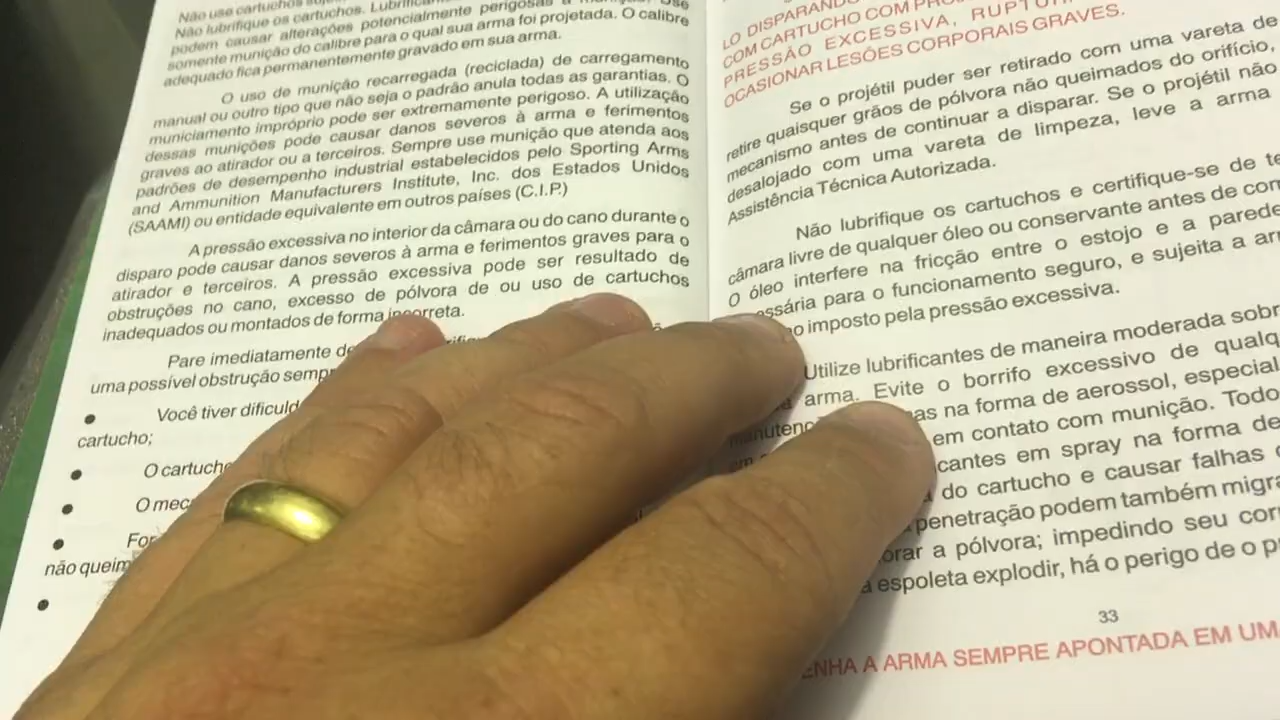 Não use cartuchos
Não lubrifique os cartuchos.
podem causar alterações potencialmente perigosas à munição. Use
somente munição do calibre para o qual sua arma foi projetada. O calibre
adequado fica permanentemente gravado em sua arma.
O uso de munição recarregada (reciclada) de carregamento
manual ou outro tipo que não seja o padrão anula todas as garantias. O
municiamento impróprio pode ser extremamente perigoso. A utilização
dessas munições pode causar danos severos à arma e ferimentos
graves ao atirador ou a terceiros. Sempre use munição que atenda aos
padrões de desempenho industrial estabelecidos pelo Sporting Arms
and Ammunition Manufacturers Institute, Inc. dos Estados Unidos
(SAAMI) ou entidade equivalente em outros países (C.I.P.)
A pressão excessiva no interior da câmara ou do cano durante o
disparo pode causar danos severos à arma e ferimentos graves para o
atirador e terceiros. A pressão excessiva pode ser resultado de
obstruções no cano, excesso de pólvora de ou uso de cartuchos
inadequados ou montados de forma incorreta.
Pare imediatamente de
uma possível obstrução
• Você tiver
cartucho;
• O
• O
•
não
•
LO DISPARANDO
COM CARTUCHO COM
PRESSÃO EXCESSIVA,
OCASIONAR LESÕES CORPORAIS GRAVES.
Se o projétil puder ser retirado com uma vareta de
retire quaisquer grãos de pólvora não queimados do orifício,
mecanismo antes de continuar a disparar. Se o projétil não
desalojado com uma vareta de limpeza, leve a arma
Assistência Técnica Autorizada.
Não lubrifique os cartuchos e certifique-se de
câmara livre de qualquer óleo ou conservante antes de
O óleo interfere na fricção entre o estojo e a parede
para o funcionamento seguro, e sujeita a
imposto pela pressão excessiva.
Utilize lubrificantes de maneira moderada
arma. Evite o borrifo excessivo de
na forma de aerossol,
em contato com munição. Todo
em spray na forma de
do cartucho e causar falhas
penetração podem também
a pólvora; impedindo seu
espoleta explodir, há o perigo de o
33
A ARMA SEMPRE APONTADA EM UM